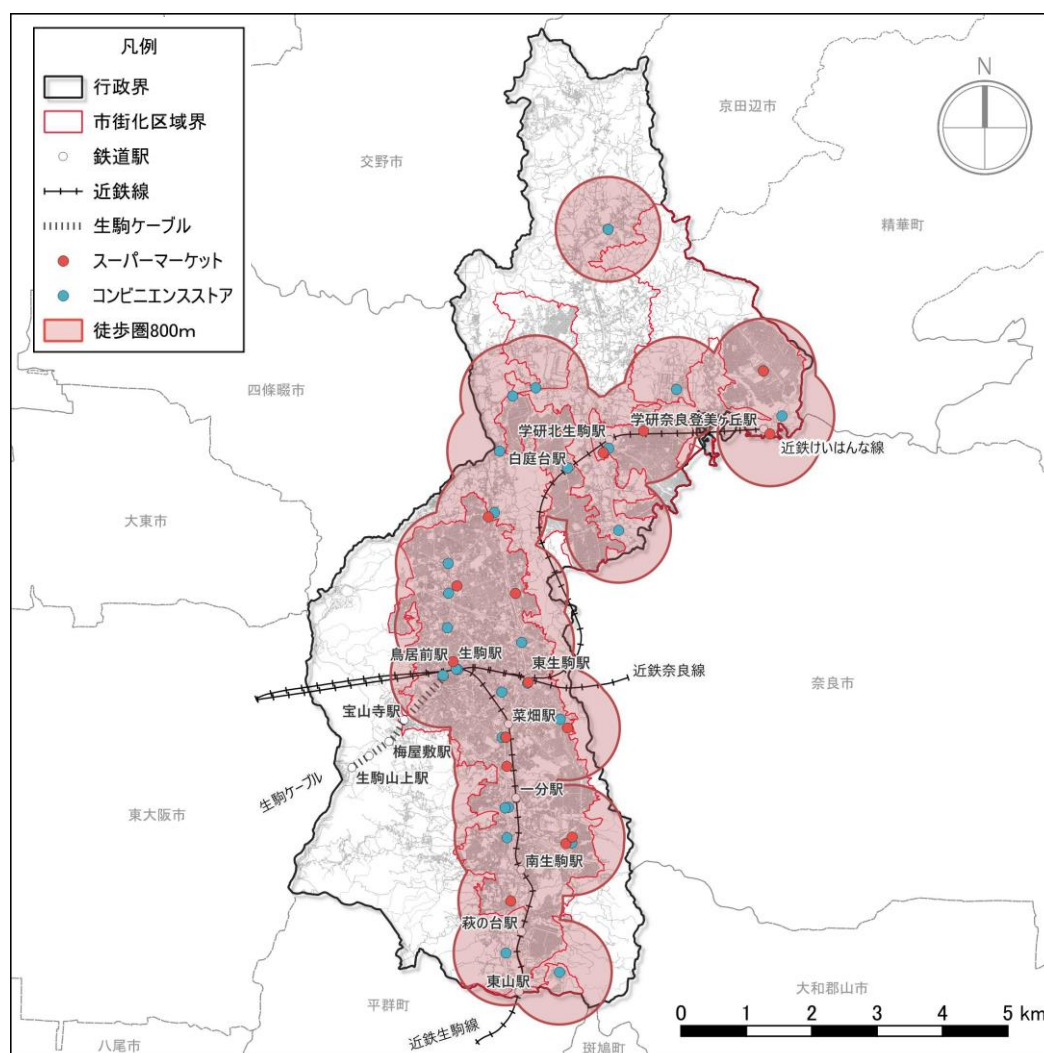 凡例
行政界
市街化区域界
鉄道駅
近鉄線
生駒ケーブル
スーパーマーケット
コンビニエンスストア
徒歩圏800m
N
京田辺市
交野市
精華町
四條畷市
学研奈良登美ヶ丘駅
学研北生駒駅
近鉄けいはんな線
白庭台駅
大東市
鳥居前駅
生駒駅
東生駒駅
近鉄奈良線
奈良市
宝山寺駅
菜畑駅
梅屋敷駅
生駒山上駅
生駒ケーブル
一分駅
東大阪市
南生駒駅
萩の台駅
東山駅
大和郡山市
平群町
近鉄生駒線
八尾市
斑鳩町
0 1 2 3 4 5 km